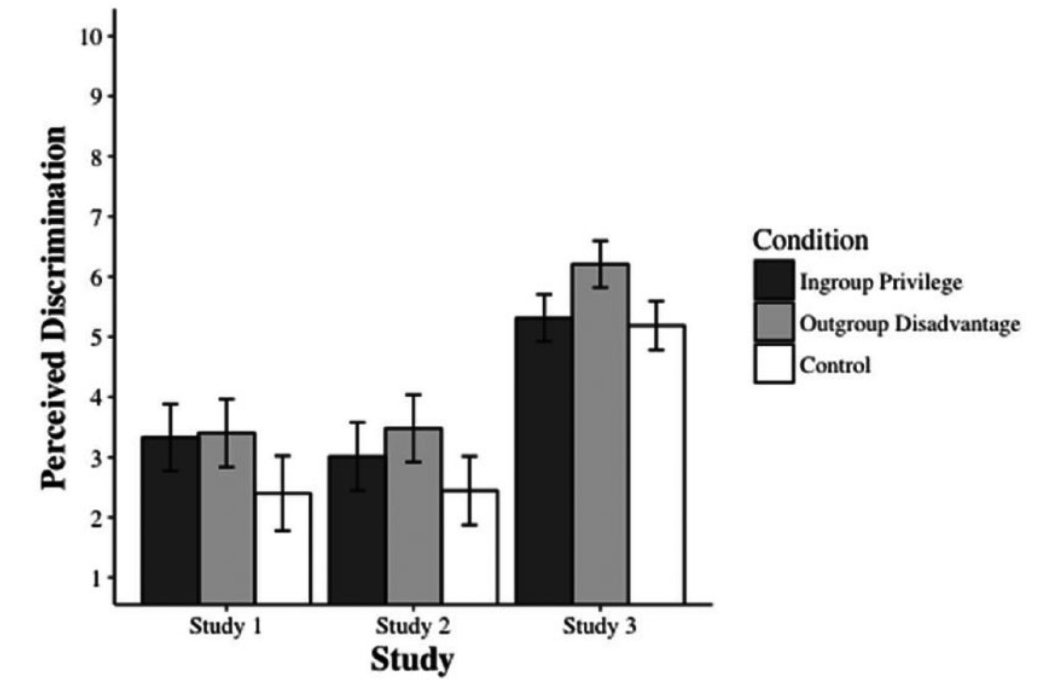 Perceived Discrimination
10
9
8
7
6
5
4
3
2
1
Study 1
Study 2
Study 3
Study
Condition
Ingroup Privilege
Outgroup Disadvantage
Control